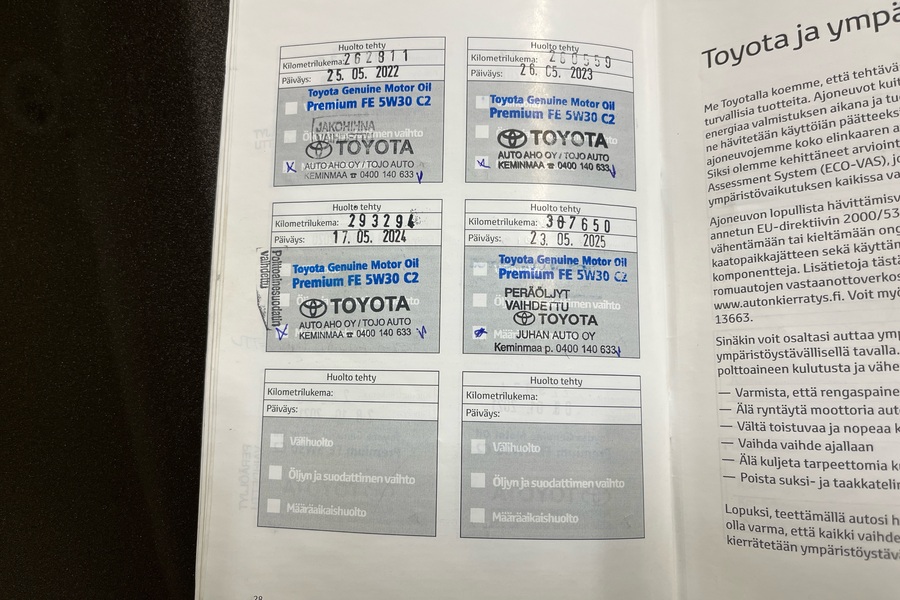 Huolto tehty
Kilometrilukema: 262811
Päiväys: 25. 05. 2022
Toyota Genuine Motor Oil
Premium FE 5W30 C2
JAKOHIHNA
TOYOTA
AUTO AHO OY / TOJO AUTO
KEMINMAA ☎ 0400 140 633
Huolto tehty
Kilometrilukema: 280559
Päiväys: 26. 05. 2023
Toyota Genuine Motor Oil
Premium FE 5W30 C2
TOYOTA
AUTO AHO OY / TOJO AUTO
KEMINMAA ☎ 0400 140 633
Huolto tehty
Kilometrilukema: 293294
Päiväys: 17. 05. 2024
Polttoainesuodatin
vaihdettu
Toyota Genuine Motor Oil
Premium FE 5W30 C2
TOYOTA
AUTO AHO OY / TOJO AUTO
KEMINMAA ☎ 0400 140 633
Huolto tehty
Kilometrilukema: 307650
Päiväys: 23. 05. 2025
Toyota Genuine Motor Oil
Premium FE 5W30 C2
PERÄÖLJYT
VAIHDETTU
TOYOTA
JUHAN AUTO OY
Keminmaa p. 0400 140 633
Huolto tehty
Kilometrilukema:
Päiväys:
Välihuolto
Öljyn ja suodattimen vaihto
Määräaikaishuolto
Huolto tehty
Kilometrilukema:
Päiväys:
Välihuolto
Öljyn ja suodattimen vaihto
Määräaikaishuolto
28
Toyota ja ympä
Me Toyotalla koemme, että tehtävä
turvallisia tuotteita. Ajoneuvot kuit
energiaa valmistuksen aikana ja tuo
ne hävitetään käyttöiän päätteeks
ajoneuvojemme koko elinkaaren a
Siksi olemme kehittäneet arvioint
Assessment System (ECO-VAS), jo
ympäristövaikutuksen kaikissa va
Ajoneuvon lopullista hävittämisv
annetun EU-direktiivin 2000/53
vähentämään tai kieltämään ong
kaatopaikkajätteen sekä käyttän
komponentteja. Lisätietoja tästä
romuautojen vastaanottoverkos
www.autonkierratys.fi. Voit myö
13663.
Sinäkin voit osaltasi auttaa ymp
ympäristöystävällisellä tavalla.
polttoaineen kulutusta ja vähe
— Varmista, että rengaspaine
— Älä ryntäytä moottoria aut
— Vältä toistuvaa ja nopeaa k
— Vaihda vaihde ajallaan
— Älä kuljeta tarpeettomia k
— Poista suksi- ja taakkatelin
Lopuksi, teettämällä autosi h
olla varma, että kaikki vaihde
kierrätetään ympäristöystäv